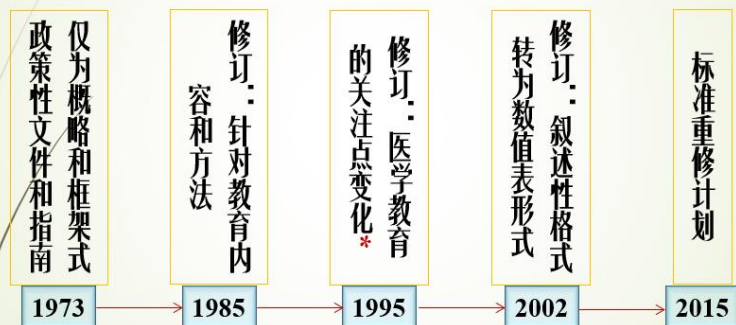 仅为概略和框架式
政策性文件和指南
修订：针对教育内
容和方法
修订：医学教育
的关注点变化*
修订：叙述性格式
转为数值表形式
标准重修计划
1973
1985
1995
2002
2015